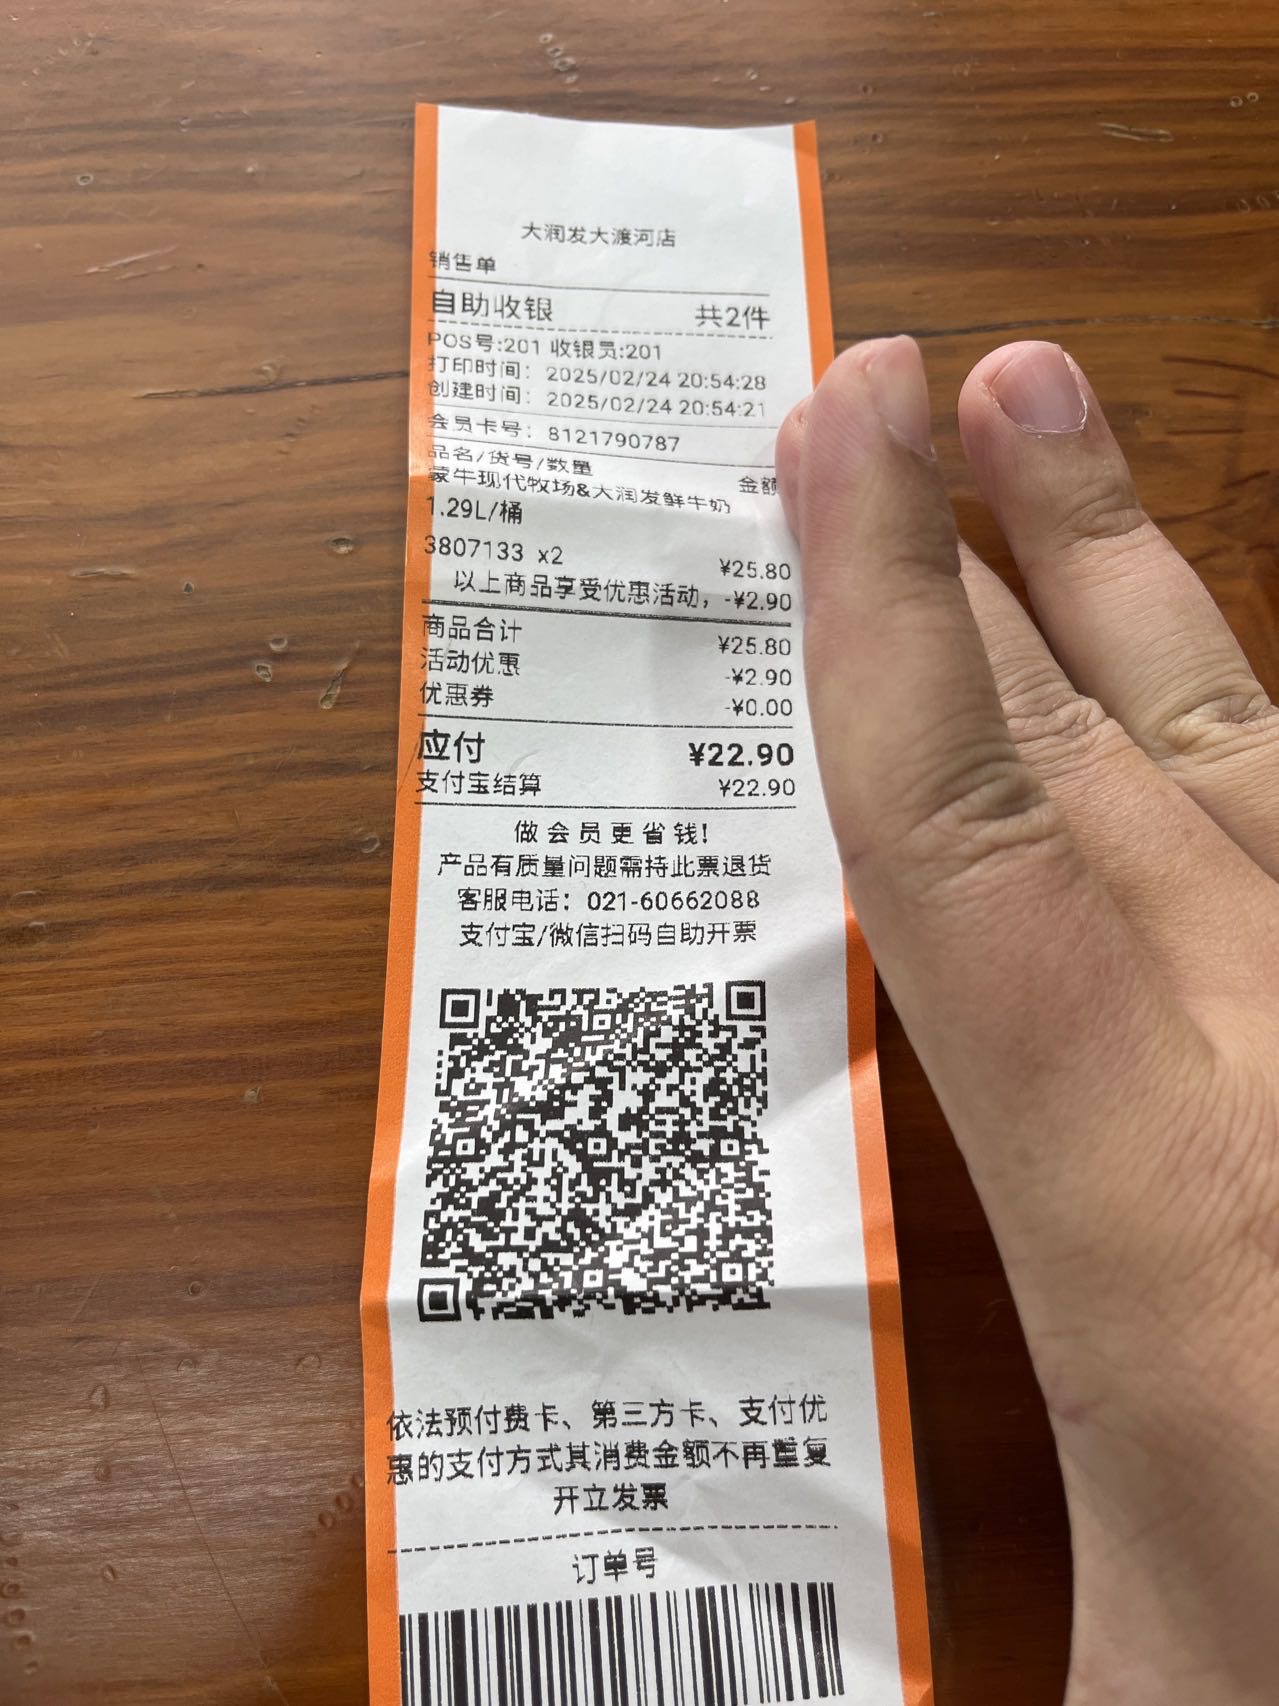 大润发大渡河店
销售单
自助收银 共2件
POS号:201 收银员:201
打印时间： 2025/02/24 20:54:28
创建时间： 2025/02/24 20:54:21
会员卡号： 8121790787
品名/货号/数量 金额
蒙牛现代牧场&大润发鲜牛奶
1.29L/桶
3807133 x2 ¥25.80
以上商品享受优惠活动，-¥2.90
商品合计 ¥25.80
活动优惠 -¥2.90
优惠券 -¥0.00
应付 ¥22.90
支付宝结算 ¥22.90
做会员更省钱!
产品有质量问题需持此票退货
客服电话：021-60662088
支付宝/微信扫码自助开票
依法预付费卡、第三方卡、支付优
惠的支付方式其消费金额不再重复
开立发票
订单号